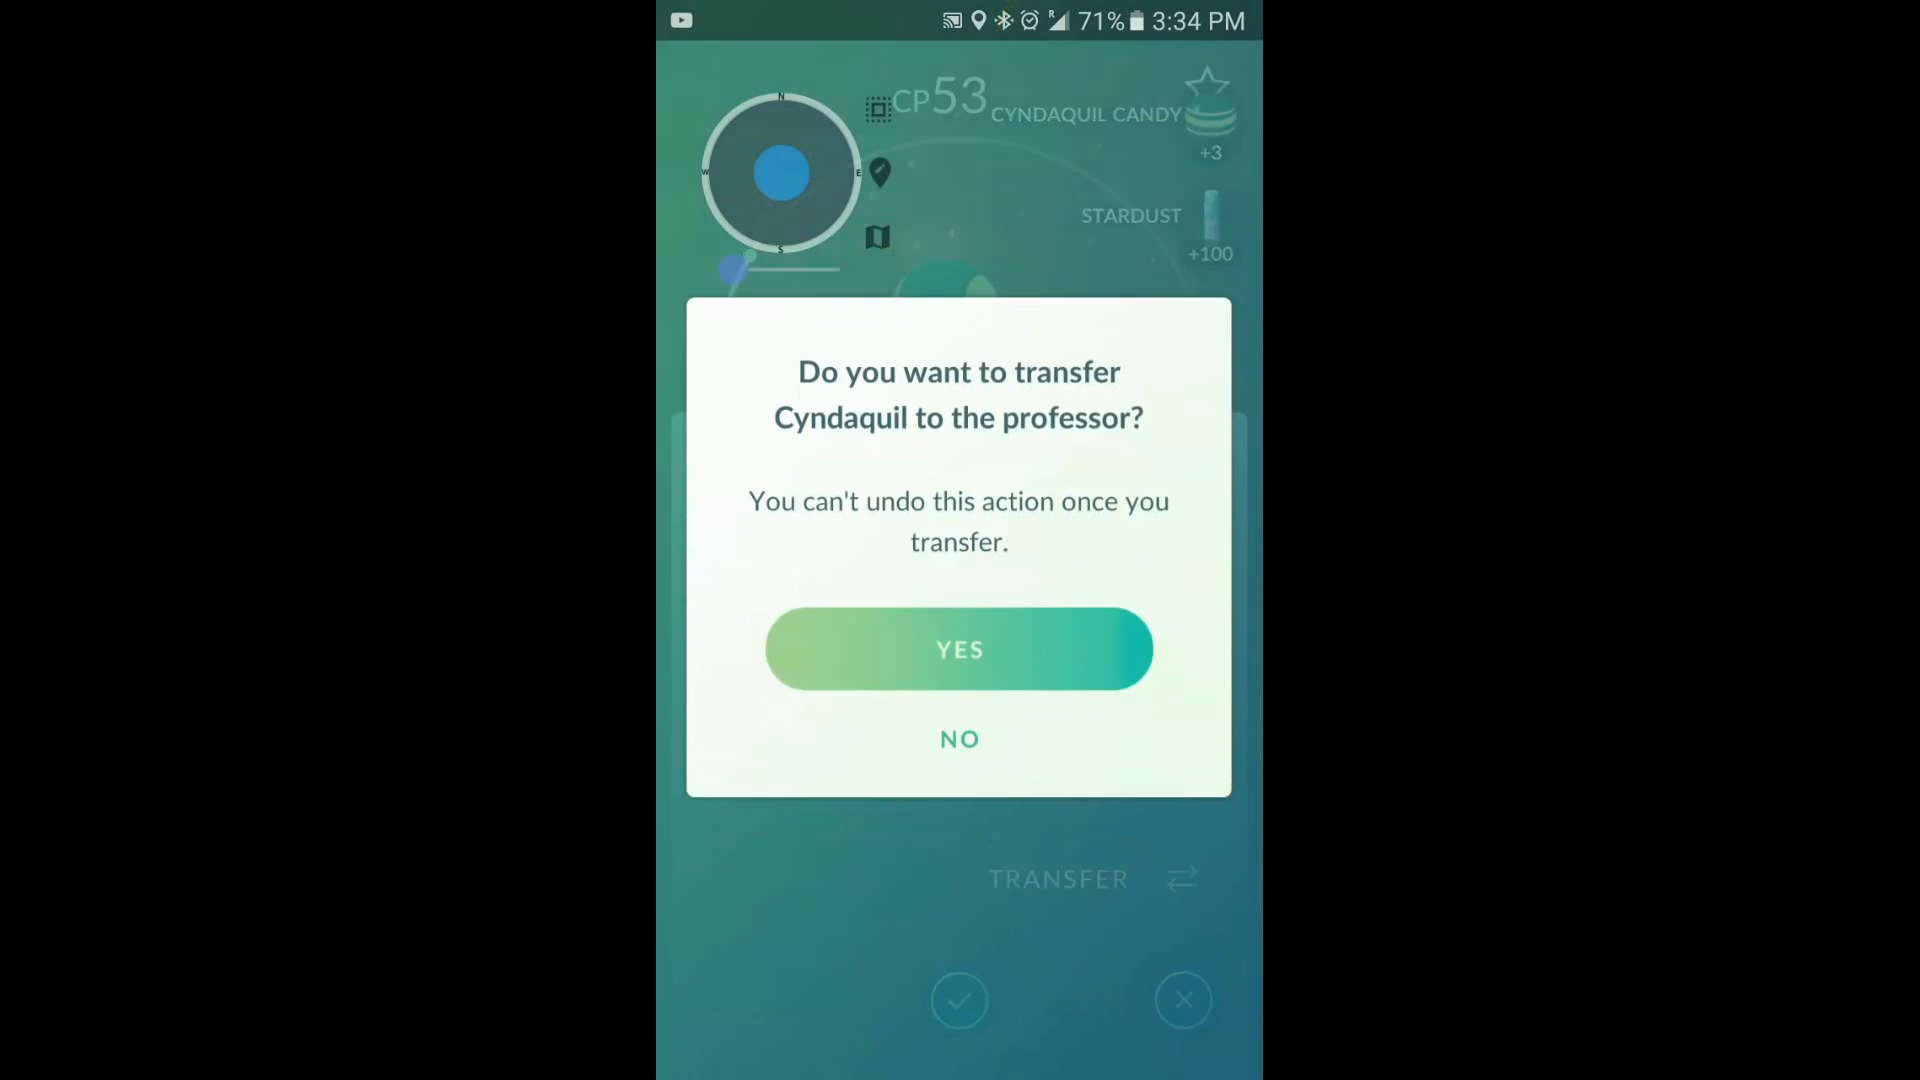 71% 3:34 PM
CP53
CYNDAQUIL CANDY
+3
N
W
E
S
STARDUST
+100
Do you want to transfer
Cyndaquil to the professor?
You can't undo this action once you
transfer.
YES
NO
TRANSFER